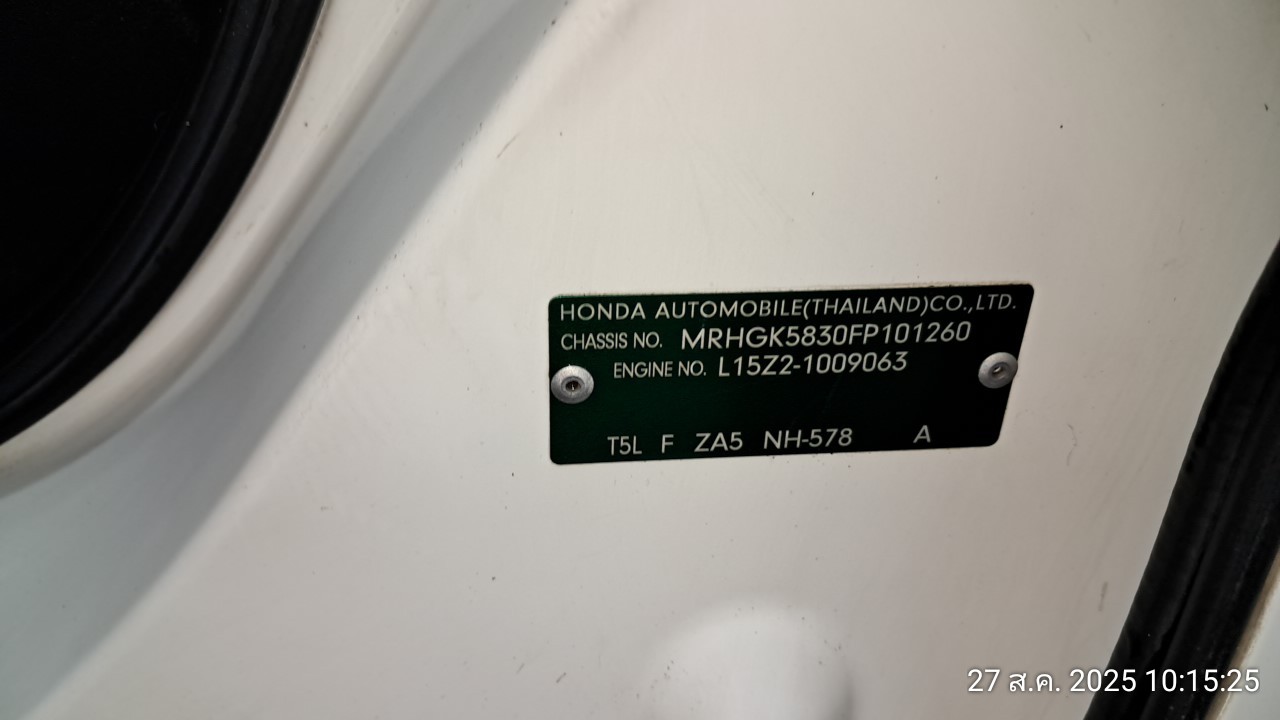 HONDA AUTOMOBILE(THAILAND)CO.,LTD.
CHASSIS NO. MRHGK5830FP101260
ENGINE NO. L15Z2-1009063
T5L F ZA5 NH-578 A
27 ส.ค. 2025 10:15:25